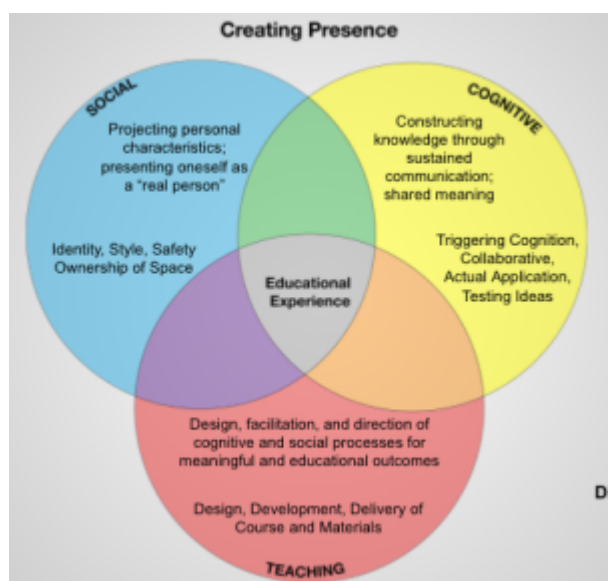 Creating Presence
SOCIAL
Projecting personal
characteristics;
presenting oneself as
a "real person"
Identity, Style, Safety
Ownership of Space
COGNITIVE
Constructing
knowledge through
sustained
communication;
shared meaning
Triggering Cognition,
Collaborative,
Actual Application,
Testing Ideas
Educational
Experience
Design, facilitation, and direction of
cognitive and social processes for
meaningful and educational outcomes
Design, Development, Delivery of
Course and Materials
TEACHING
D